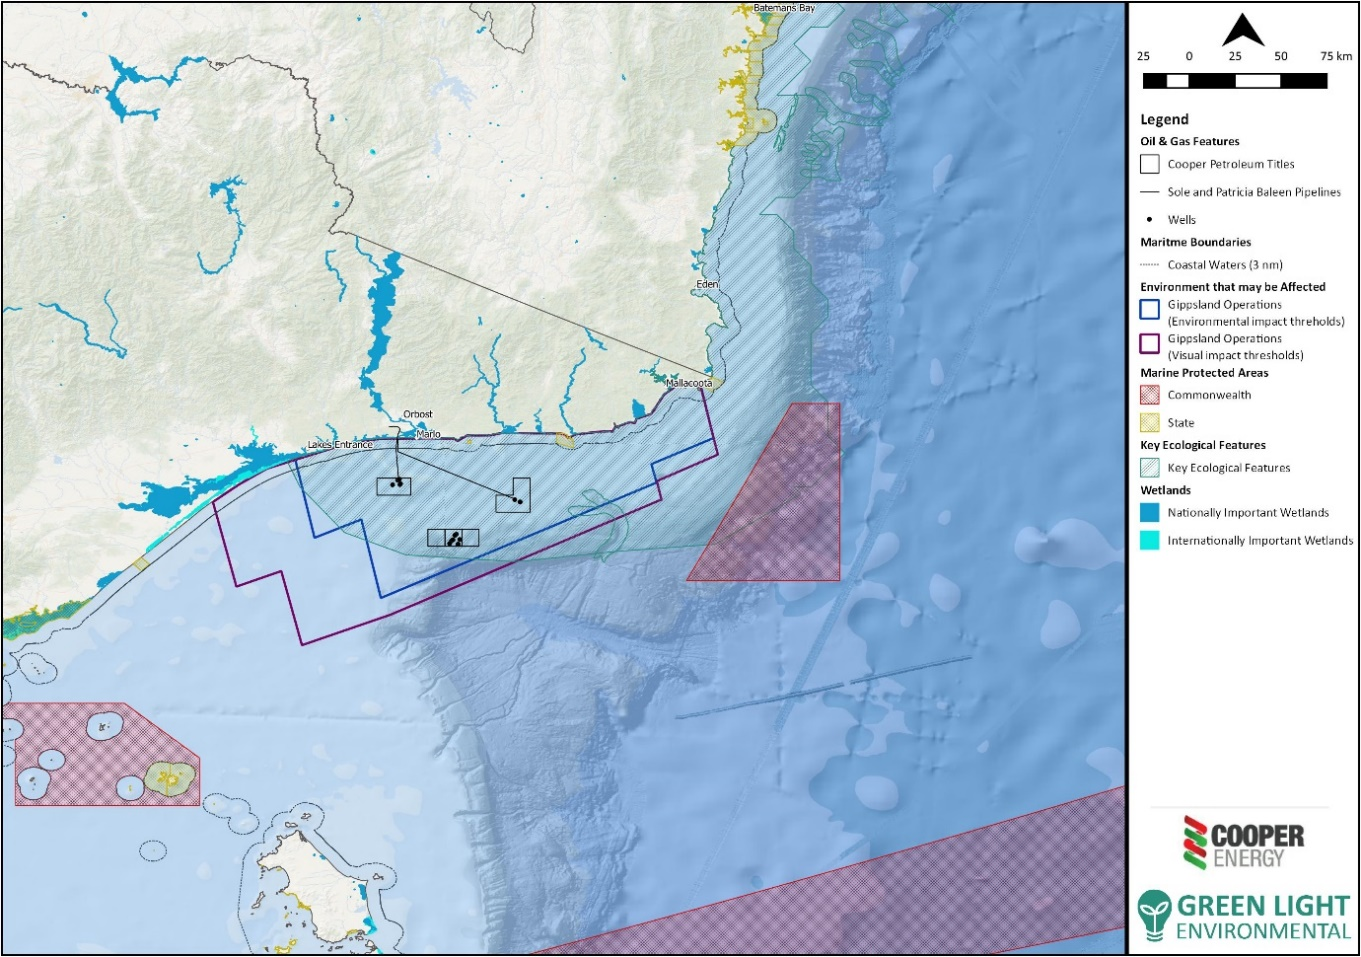 Batemans Bay
Eden
Mallacoota
Orbost
Marlo
Lakes Entrance
25 0 25 50 75 km
Legend
Oil & Gas Features
Cooper Petroleum Titles
Sole and Patricia Baleen Pipelines
Wells
Maritme Boundaries
Coastal Waters (3 nm)
Environment that may be Affected
Gippsland Operations
(Environmental impact threholds)
Gippsland Operations
(Visual impact thresholds)
Marine Protected Areas
Commonwealth
State
Key Ecological Features
Key Ecological Features
Wetlands
Nationally Important Wetlands
Internationally Important Wetlands
COOPER
ENERGY
GREEN LIGHT
ENVIRONMENTAL